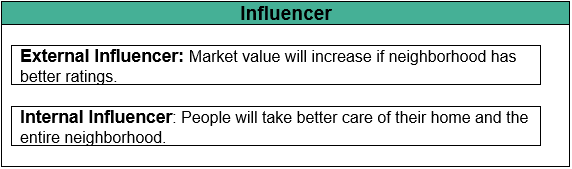 Influencer
External Influencer: Market value will increase if neighborhood has
better ratings.
Internal Influencer: People will take better care of their home and the
entire neighborhood.